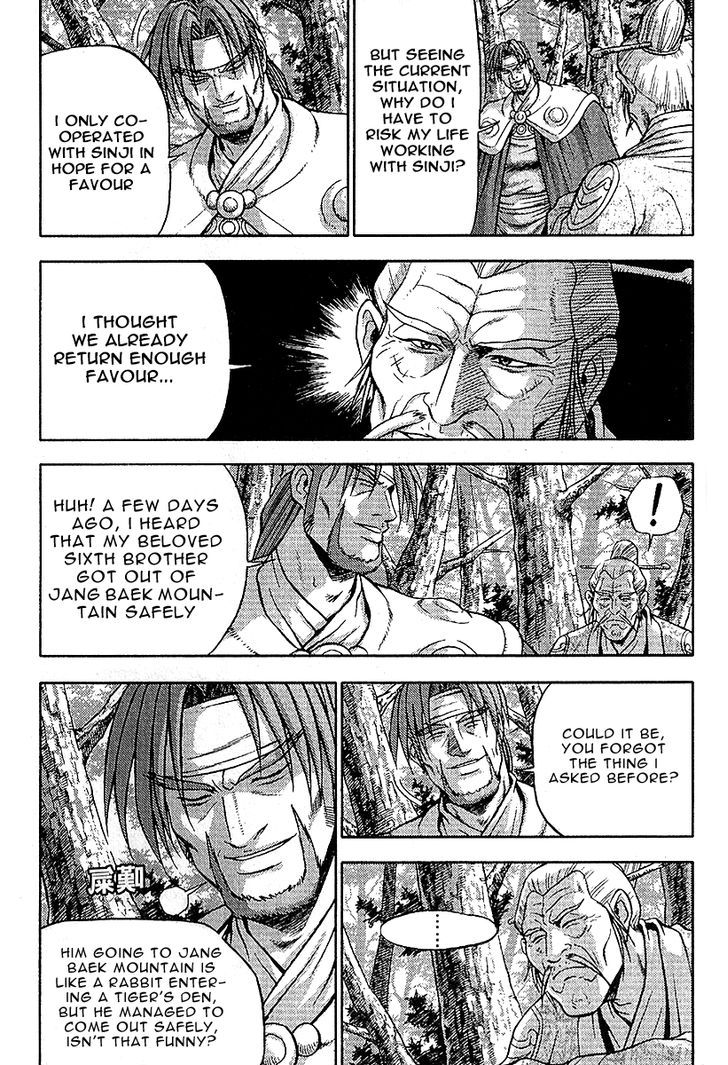 BUT SEEING
THE CURRENT
SITUATION,
WHY DO I
HAVE TO
RISK MY LIFE
WORKING
WITH SINJI?
I ONLY CO-
OPERATED
WITH SINJI IN
HOPE FOR A
FAVOUR
I THOUGHT
WE ALREADY
RETURN ENOUGH
FAVOUR...
!
HUH! A FEW DAYS
AGO, I HEARD
THAT MY BELOVED
SIXTH BROTHER
GOT OUT OF
JANG BAEK MOUN-
TAIN SAFELY
COULD IT BE,
YOU FORGOT
THE THING I
ASKED BEFORE?
......
HIM GOING TO JANG
BAEK MOUNTAIN IS
LIKE A RABBIT ENTER-
ING A TIGER'S DEN,
BUT HE MANAGED TO
COME OUT SAFELY,
ISN'T THAT FUNNY?